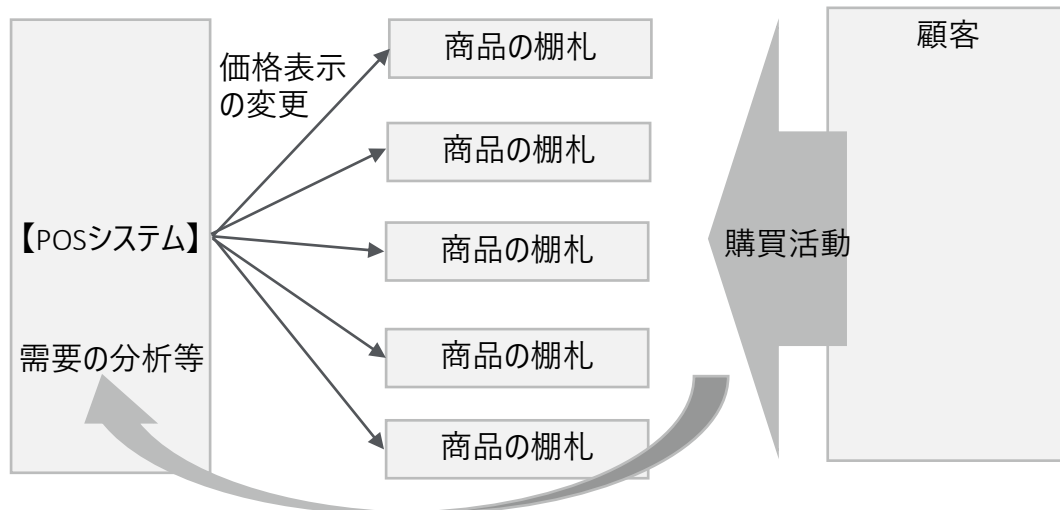 価格表示
の変更
【POSシステム】
需要の分析等
商品の棚札
商品の棚札
商品の棚札
商品の棚札
商品の棚札
購買活動
顧客